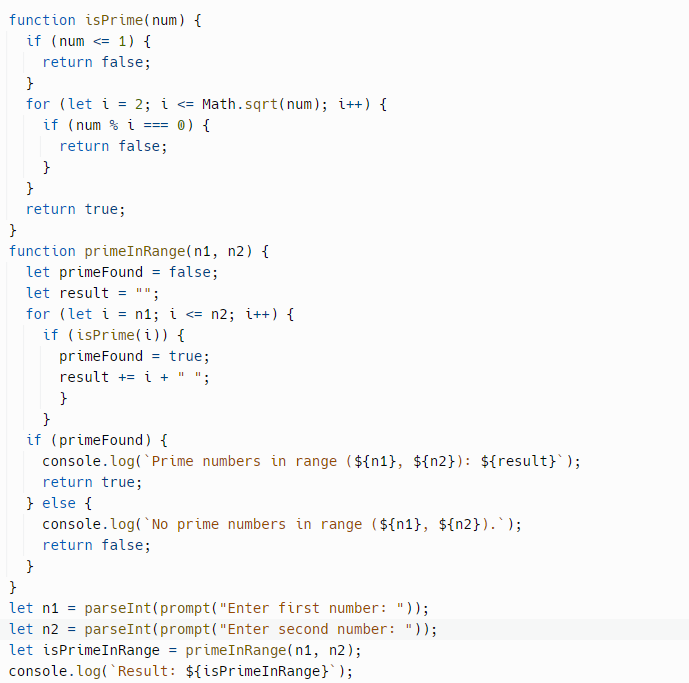 function isPrime(num) {
  if (num <= 1) {
    return false;
  }
  for (let i = 2; i <= Math.sqrt(num); i++) {
    if (num % i === 0) {
      return false;
    }
  }
  return true;
}
function primeInRange(n1, n2) {
  let primeFound = false;
  let result = "";
  for (let i = n1; i <= n2; i++) {
    if (isPrime(i)) {
      primeFound = true;
      result += i + " ";
      }
    }
  if (primeFound) {
    console.log(`Prime numbers in range (${n1}, ${n2}): ${result}`);
    return true;
  } else {
    console.log(`No prime numbers in range (${n1}, ${n2}).`);
    return false;
  }
}
let n1 = parseInt(prompt("Enter first number: "));
let n2 = parseInt(prompt("Enter second number: "));
let isPrimeInRange = primeInRange(n1, n2);
console.log(`Result: ${isPrimeInRange}`);